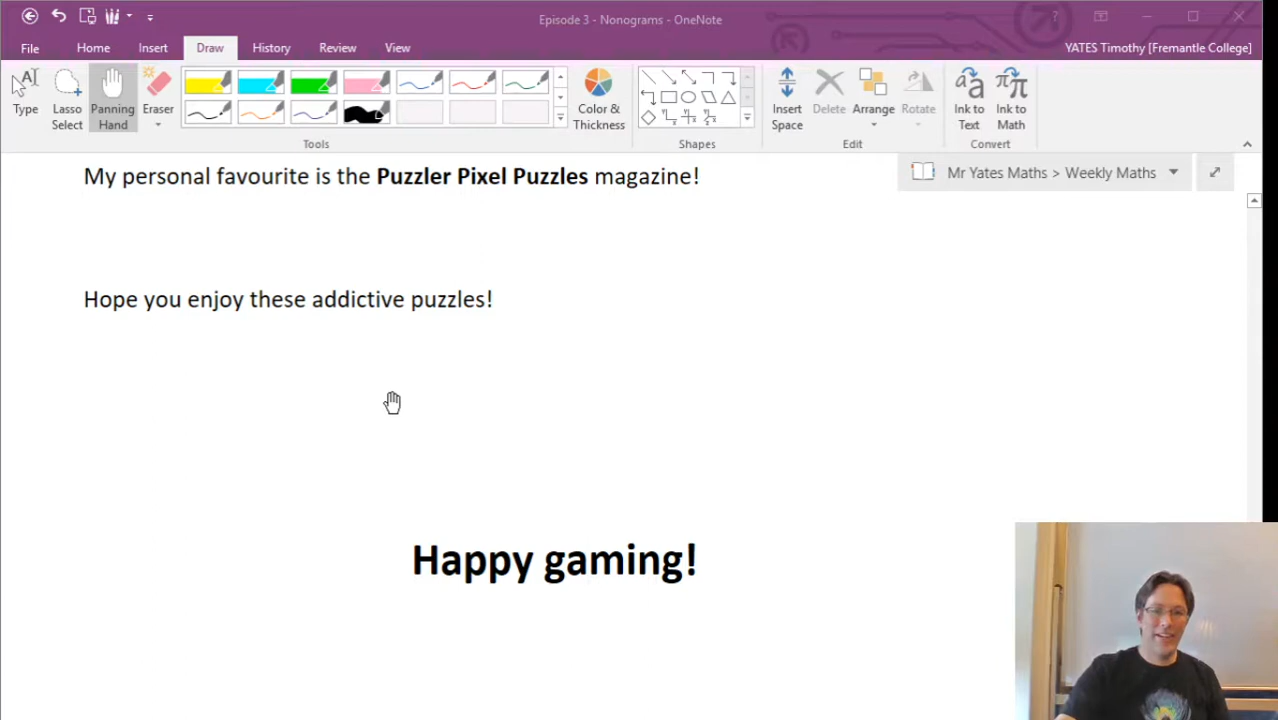 Episode 3 - Nonograms - OneNote
File Home Insert Draw History Review View YATES Timothy [Fremantle College]
Type Lasso Select Panning Hand Eraser Color & Thickness Insert Space Delete Arrange Rotate Ink to Text Ink to Math
Tools Shapes Edit Convert
My personal favourite is the Puzzler Pixel Puzzles magazine!
Mr Yates Maths > Weekly Maths
Hope you enjoy these addictive puzzles!
Happy gaming!